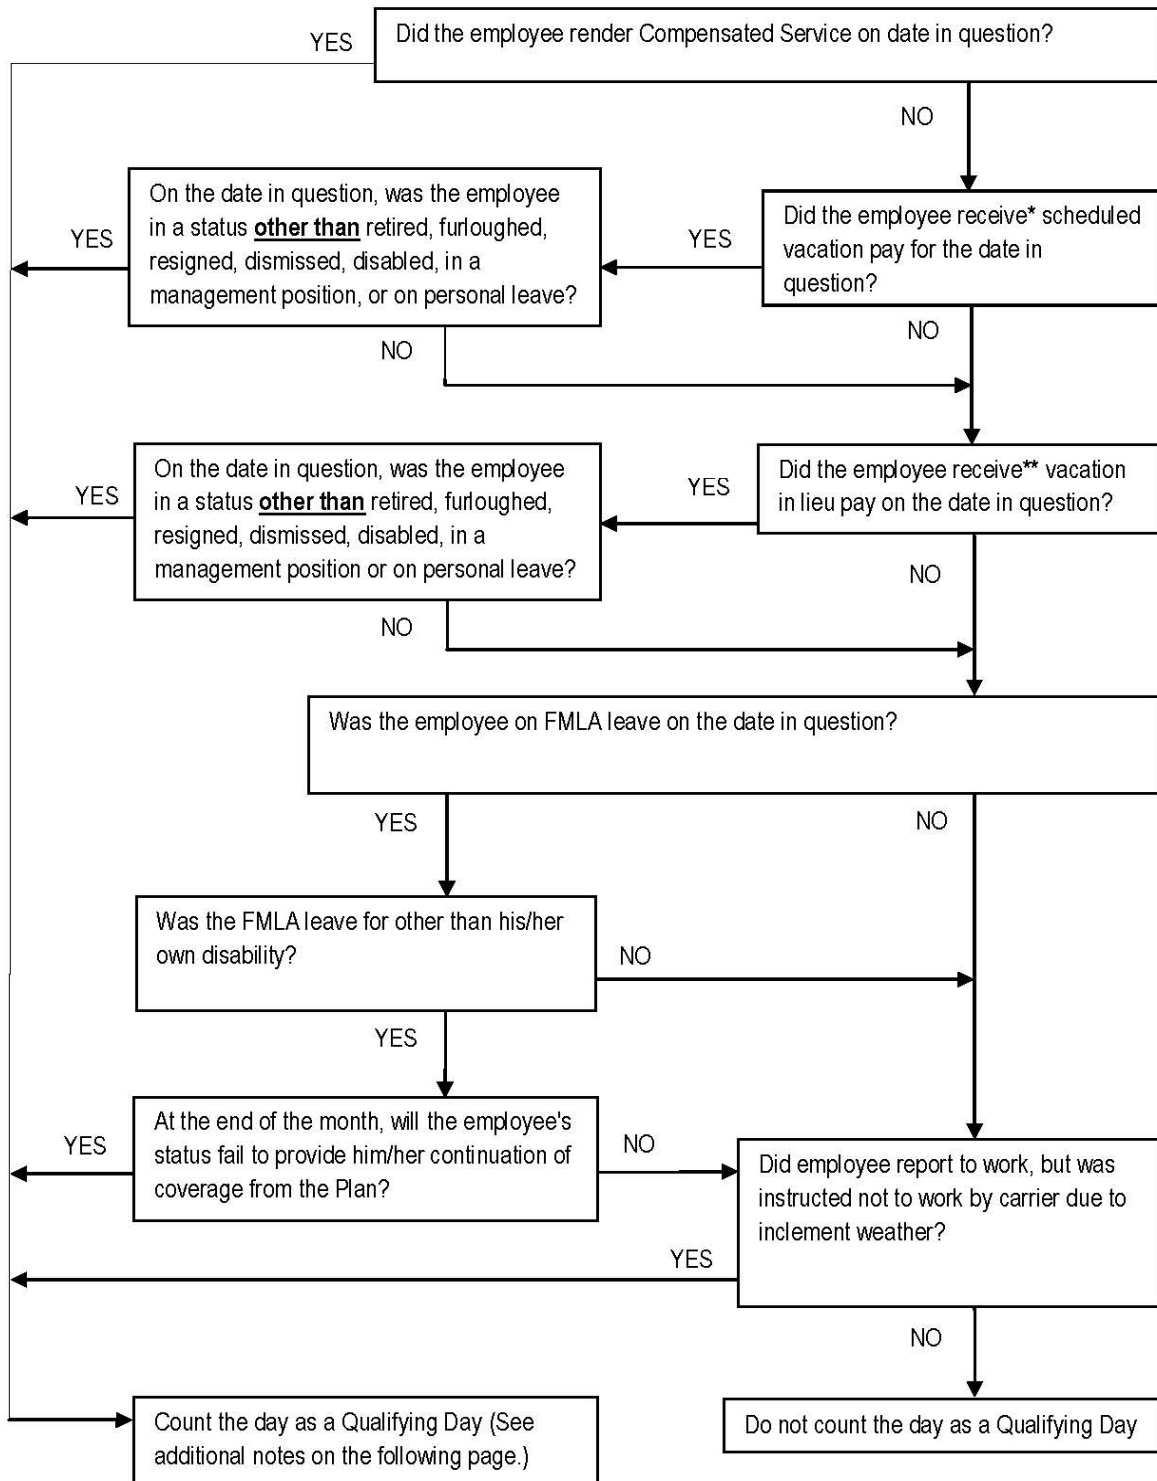 YES
Did the employee render Compensated Service on date in question?
NO
On the date in question, was the employee
in a status other than retired, furloughed,
resigned, dismissed, disabled, in a
management position, or on personal leave?
YES
YES
Did the employee receive* scheduled
vacation pay for the date in
question?
NO
NO
On the date in question, was the employee
in a status other than retired, furloughed,
resigned, dismissed, disabled, in a
management position or on personal leave?
YES
YES
Did the employee receive** vacation
in lieu pay on the date in question?
NO
NO
Was the employee on FMLA leave on the date in question?
YES
NO
Was the FMLA leave for other than his/her
own disability?
NO
YES
At the end of the month, will the employee's
status fail to provide him/her continuation of
coverage from the Plan?
YES
NO
Did employee report to work, but was
instructed not to work by carrier due to
inclement weather?
YES
NO
Count the day as a Qualifying Day (See
additional notes on the following page.)
Do not count the day as a Qualifying Day